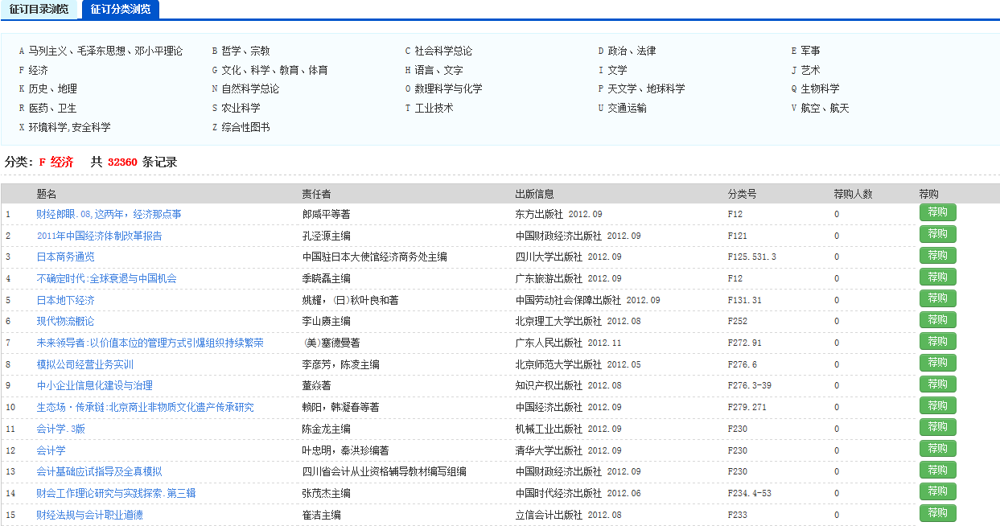 征订目录浏览 征订分类浏览
A 马列主义、毛泽东思想、邓小平理论 B 哲学、宗教 C 社会科学总论 D 政治、法律 E 军事
F 经济 G 文化、科学、教育、体育 H 语言、文字 I 文学 J 艺术
K 历史、地理 N 自然科学总论 O 数理科学与化学 P 天文学、地球科学 Q 生物科学
R 医药、卫生 S 农业科学 T 工业技术 U 交通运输 V 航空、航天
X 环境科学,安全科学 Z 综合性图书
分类: F 经济 共 32360 条记录
题名 责任者 出版信息 分类号 荐购人数 荐购
1 财经郎眼.08,这两年，经济那点事 郎咸平等著 东方出版社 2012.09 F12 0 荐购
2 2011年中国经济体制改革报告 孔泾源主编 中国财政经济出版社 2012.09 F121 0 荐购
3 日本商务通览 中国驻日本大使馆经济商务处主编 四川大学出版社 2012.09 F125.531.3 0 荐购
4 不确定时代:全球衰退与中国机会 季晓磊主编 广东旅游出版社 2012.09 F12 0 荐购
5 日本地下经济 姚耀，(日)秋叶良和著 中国劳动社会保障出版社 2012.09 F131.31 0 荐购
6 现代物流概论 李山赓主编 北京理工大学出版社 2012.08 F252 0 荐购
7 未来领导者:以价值本位的管理方式引爆组织持续繁荣 (美)塞德曼著 广东人民出版社 2012.11 F272.91 0 荐购
8 模拟公司经营业务实训 李彦芳，陈凌主编 北京师范大学出版社 2012.05 F276.6 0 荐购
9 中小企业信息化建设与治理 董焱著 知识产权出版社 2012.08 F276.3-39 0 荐购
10 生态场·传承链:北京商业非物质文化遗产传承研究 赖阳，韩凝春等著 中国经济出版社 2012.09 F279.271 0 荐购
11 会计学.3版 陈金龙主编 机械工业出版社 2012.09 F230 0 荐购
12 会计学 叶忠明，秦洪珍编著 清华大学出版社 2012.09 F230 0 荐购
13 会计基础应试指导及全真模拟 四川省会计从业资格辅导教材编写组编 中国财政经济出版社 2012.09 F230 0 荐购
14 财会工作理论研究与实践探索.第三辑 张茂杰主编 中国时代经济出版社 2012.06 F234.4-53 0 荐购
15 财经法规与会计职业道德 崔洁主编 立信会计出版社 2012.08 F233 0 荐购